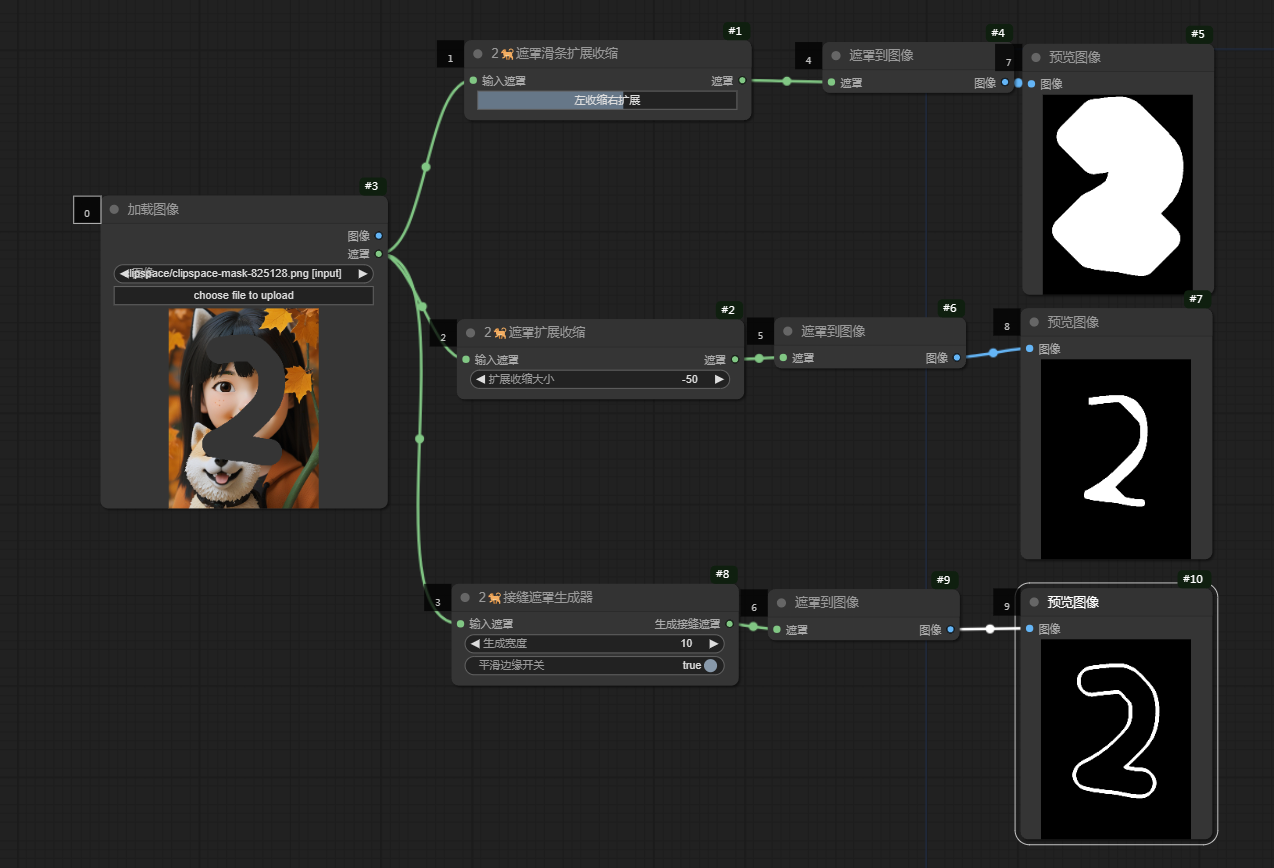 #3
0
加载图像
图像
遮罩
clipspace/clipspace-mask-825128.png [input]
choose file to upload
#1
1
2🐕遮罩滑条扩展收缩
输入遮罩
遮罩
左收缩右扩展
#4
4
遮罩到图像
遮罩
图像
#5
7
预览图像
图像
#2
2
2🐕遮罩扩展收缩
输入遮罩
遮罩
扩展收缩大小
-50
#6
5
遮罩到图像
遮罩
图像
#7
8
预览图像
图像
#8
3
2🐕接缝遮罩生成器
输入遮罩
生成接缝遮罩
生成宽度
10
平滑边缘开关
true
#9
6
遮罩到图像
遮罩
图像
#10
9
预览图像
图像